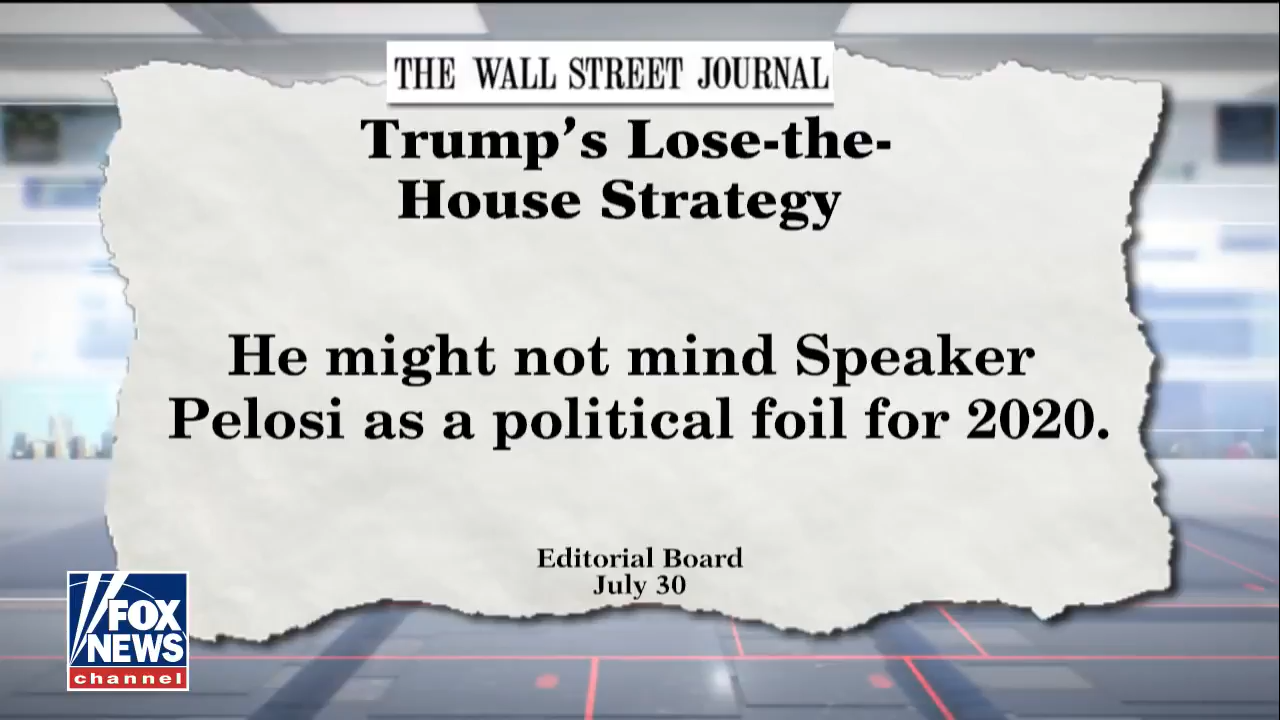 THE WALL STREET JOURNAL
Trump’s Lose-the-
House Strategy
He might not mind Speaker
Pelosi as a political foil for 2020.
Editorial Board
July 30
FOX
NEWS
channel